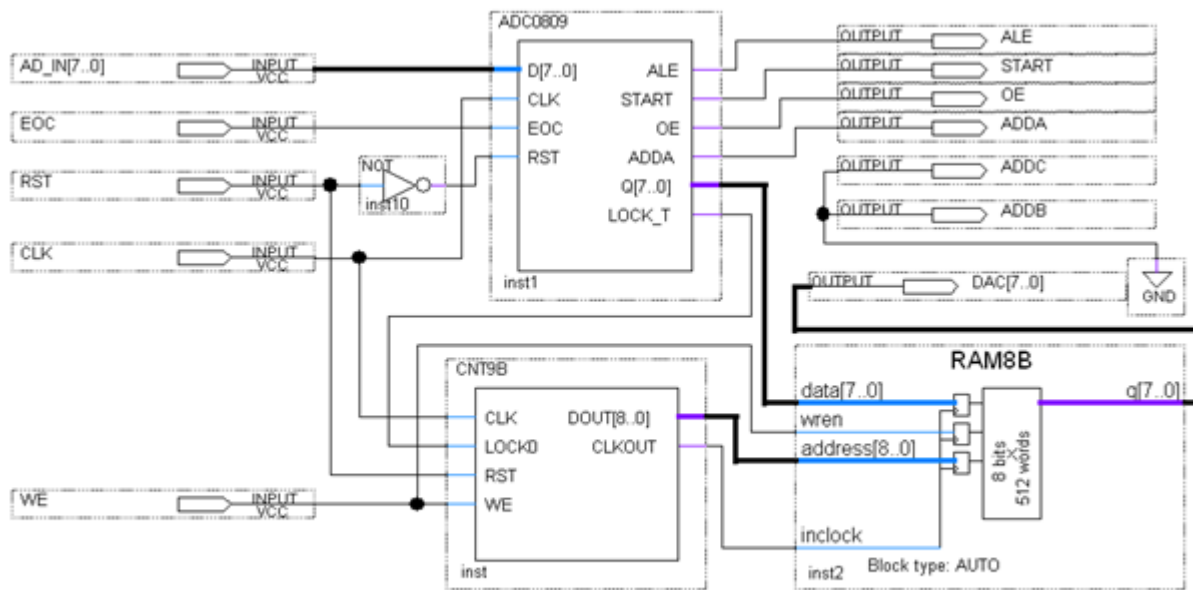 AD_IN[7..0]
INPUT
VCC
EOC
INPUT
VCC
RST
INPUT
VCC
CLK
INPUT
VCC
WE
INPUT
VCC
NOT
inst10
ADC0809
D[7..0]
CLK
EOC
RST
ALE
START
OE
ADDA
Q[7..0]
LOCK_T
inst1
CNT9B
CLK
LOCK0
RST
WE
DOUT[8..0]
CLKOUT
inst
OUTPUT
ALE
OUTPUT
START
OUTPUT
OE
OUTPUT
ADDA
OUTPUT
ADDC
OUTPUT
ADDB
OUTPUT
DAC[7..0]
GND
RAM8B
data[7..0]
wren
address[8..0]
inclock
q[7..0]
8 bits
×
512 words
Block type: AUTO
inst2